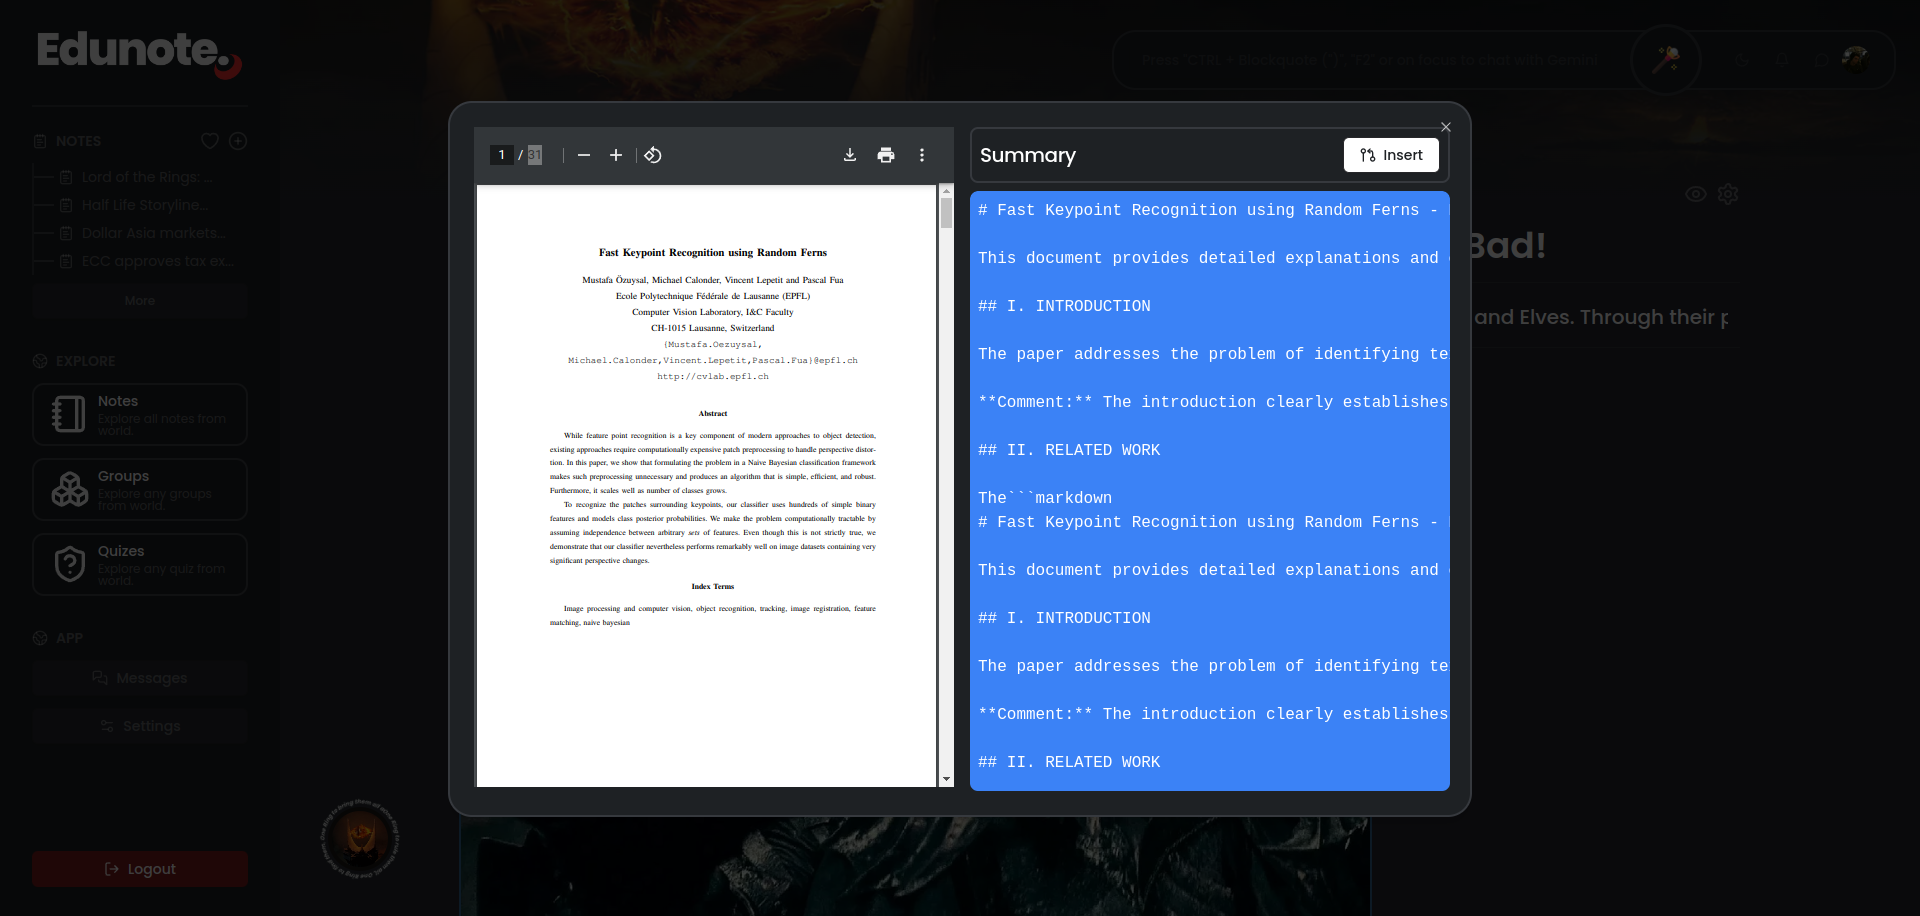 Edunote.
Press "CTRL + Blockquote (`)", "F2" or on focus to chat with Gemini
NOTES
Lord of the Rings: ...
Half Life Storyline...
Dollar Asia markets...
ECC approves tax ex...
More
EXPLORE
Notes
Explore all notes from
world.
Groups
Explore any groups
from world.
Quizes
Explore any quiz from
world.
APP
Messages
Settings
Logout
1 / 31
Fast Keypoint Recognition using Random Ferns
Mustafa Özuysal, Michael Calonder, Vincent Lepetit and Pascal Fua
Ecole Polytechnique Fédérale de Lausanne (EPFL)
Computer Vision Laboratory, I&C Faculty
CH-1015 Lausanne, Switzerland
{Mustafa.Oezuysal,
Michael.Calonder,Vincent.Lepetit,Pascal.Fua}@epfl.ch
http://cvlab.epfl.ch
Abstract
While feature point recognition is a key component of modern approaches to object detection,
existing approaches require computationally expensive patch preprocessing to handle perspective distor-
tion. In this paper, we show that formulating the problem in a Naive Bayesian classification framework
makes such preprocessing unnecessary and produces an algorithm that is simple, efficient, and robust.
Furthermore, it scales well as number of classes grows.
To recognize the patches surrounding keypoints, our classifier uses hundreds of simple binary
features and models class posterior probabilities. We make the problem computationally tractable by
assuming independence between arbitrary sets of features. Even though this is not strictly true, we
demonstrate that our classifier nevertheless performs remarkably well on image datasets containing very
significant perspective changes.
Index Terms
Image processing and computer vision, object recognition, tracking, image registration, feature
matching, naive bayesian
Summary
Insert
# Fast Keypoint Recognition using Random Ferns -
This document provides detailed explanations and
## I. INTRODUCTION
The paper addresses the problem of identifying te
**Comment:** The introduction clearly establishes
## II. RELATED WORK
The```markdown
# Fast Keypoint Recognition using Random Ferns -
This document provides detailed explanations and
## I. INTRODUCTION
The paper addresses the problem of identifying te
**Comment:** The introduction clearly establishes
## II. RELATED WORK
Bad!
and Elves. Through their p